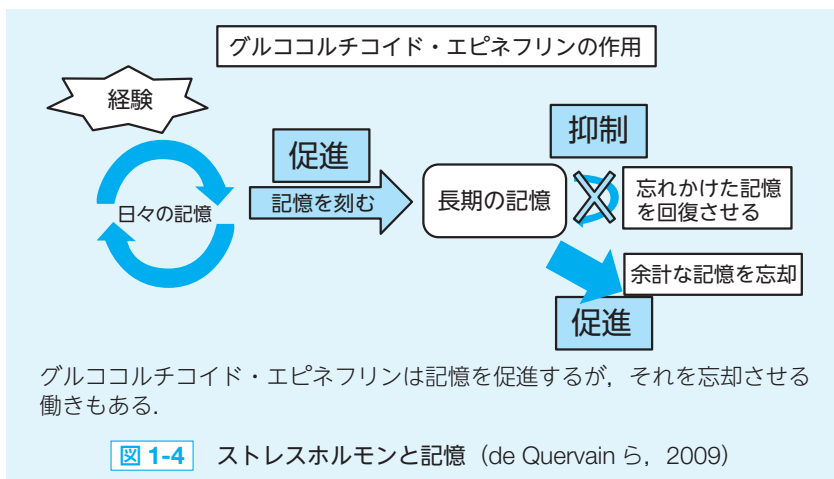 グルココルチコイド・エピネフリンの作用
経験
日々の記憶
促進
記憶を刻む
長期の記憶
抑制
忘れかけた記憶
を回復させる
余計な記憶を忘却
促進
グルココルチコイド・エピネフリンは記憶を促進するが，それを忘却させる
働きもある．
図 1-4 ストレスホルモンと記憶（de Quervain ら，2009）